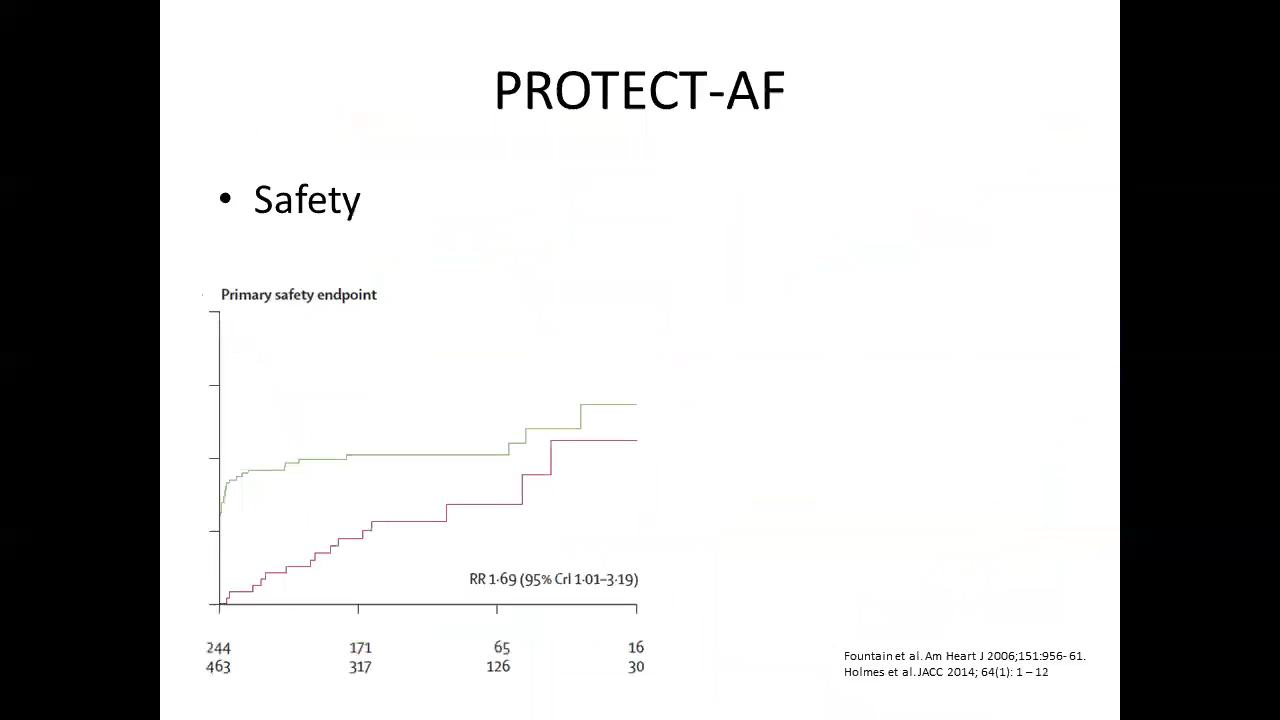 PROTECT-AF
• Safety
Primary safety endpoint
RR 1·69 (95% CrI 1·01–3·19)
244 171 65 16
463 317 126 30
Fountain et al. Am Heart J 2006;151:956- 61.
Holmes et al. JACC 2014; 64(1): 1 – 12